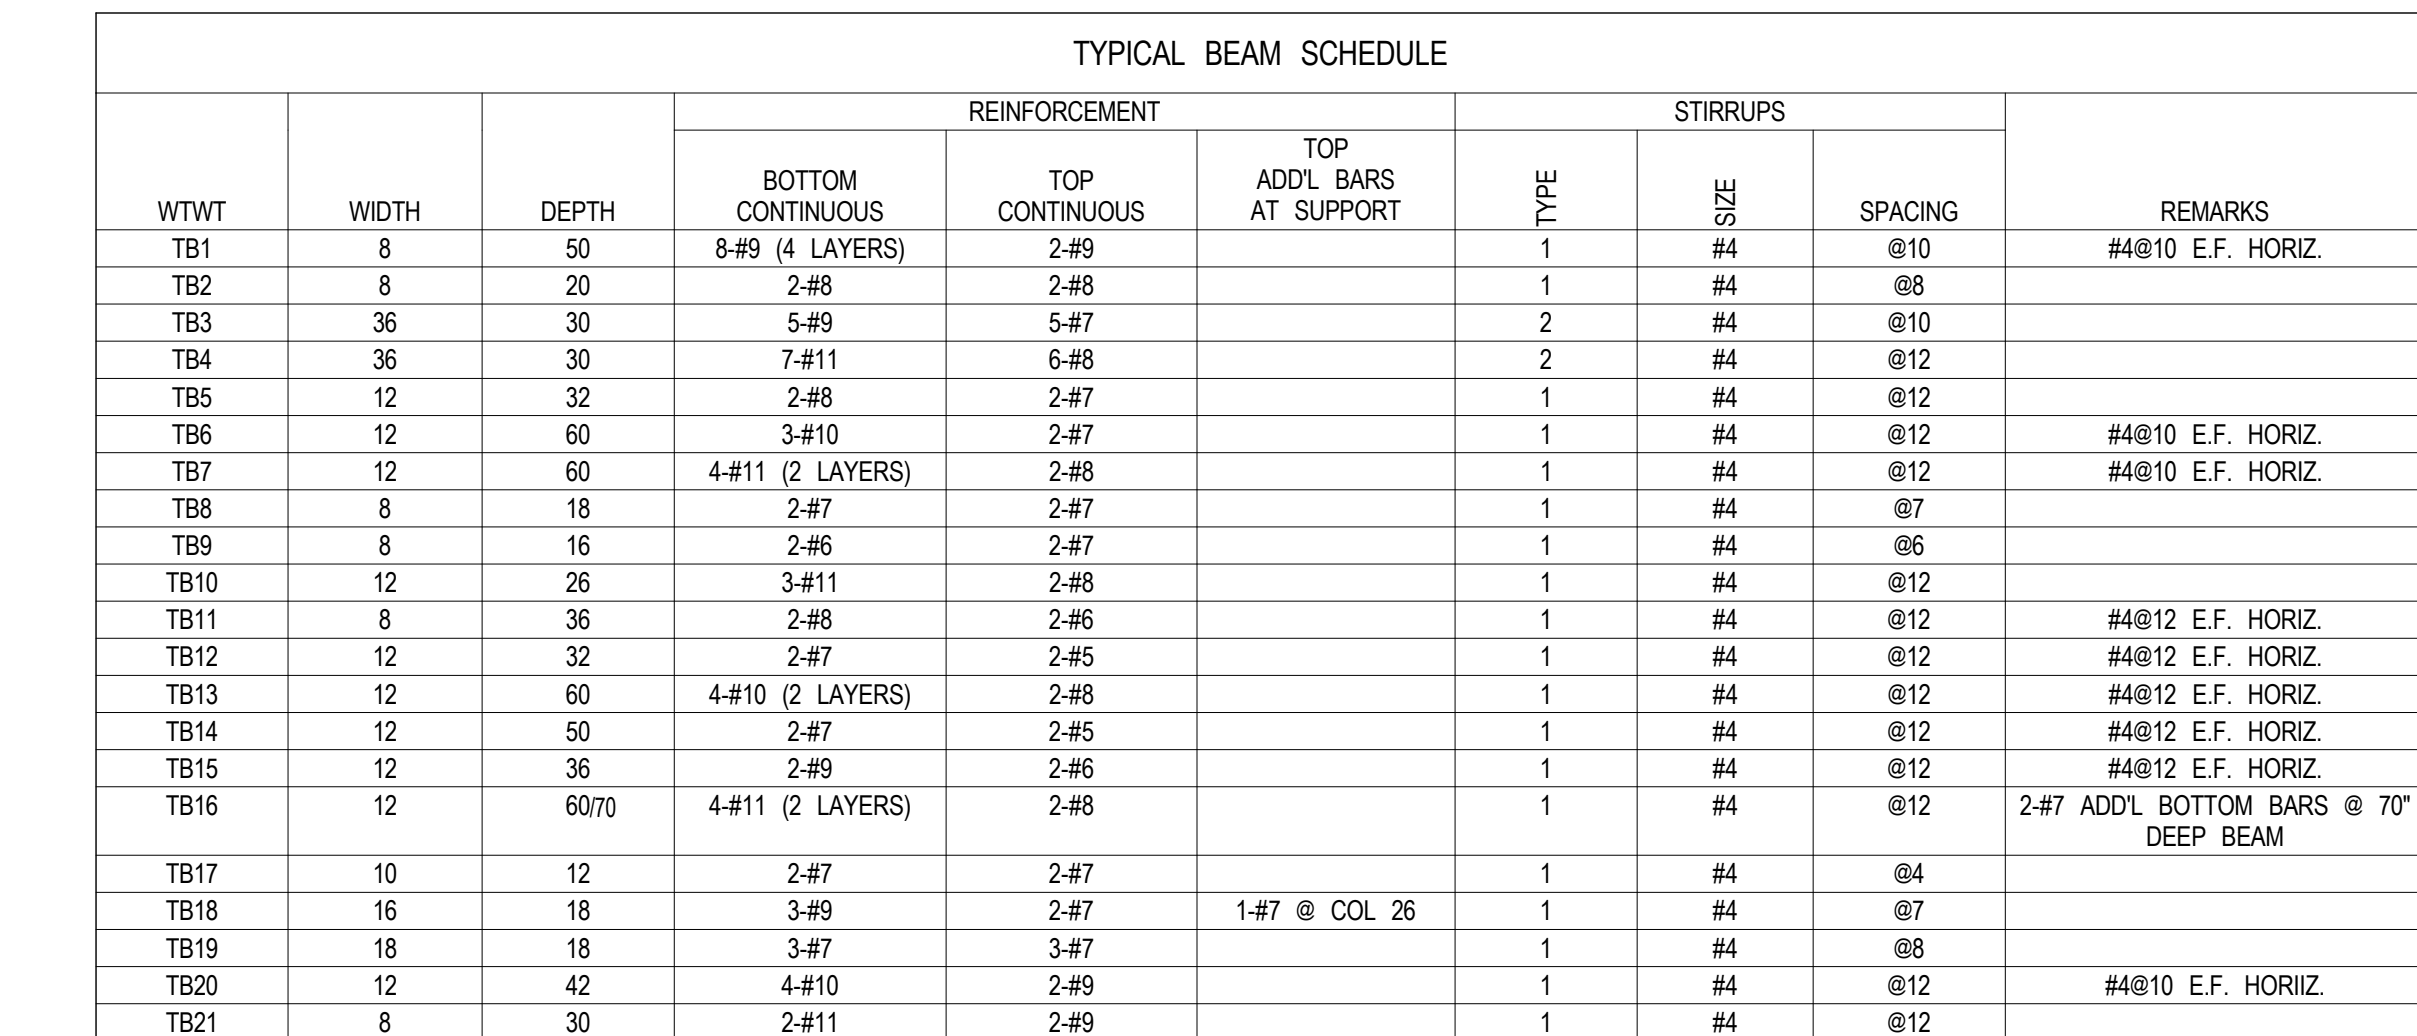 TYPICAL BEAM SCHEDULE
REINFORCEMENT STIRRUPS
WTWT WIDTH DEPTH BOTTOM CONTINUOUS TOP CONTINUOUS TOP ADD'L BARS AT SUPPORT TYPE SIZE SPACING REMARKS
TB1 8 50 8-#9 (4 LAYERS) 2-#9 1 #4 @10 #4@10 E.F. HORIZ.
TB2 8 20 2-#8 2-#8 1 #4 @8
TB3 36 30 5-#9 5-#7 2 #4 @10
TB4 36 30 7-#11 6-#8 2 #4 @12
TB5 12 32 2-#8 2-#7 1 #4 @12
TB6 12 60 3-#10 2-#7 1 #4 @12 #4@10 E.F. HORIZ.
TB7 12 60 4-#11 (2 LAYERS) 2-#8 1 #4 @12 #4@10 E.F. HORIZ.
TB8 8 18 2-#7 2-#7 1 #4 @7
TB9 8 16 2-#6 2-#7 1 #4 @6
TB10 12 26 3-#11 2-#8 1 #4 @12
TB11 8 36 2-#8 2-#6 1 #4 @12 #4@12 E.F. HORIZ.
TB12 12 32 2-#7 2-#5 1 #4 @12 #4@12 E.F. HORIZ.
TB13 12 60 4-#10 (2 LAYERS) 2-#8 1 #4 @12 #4@12 E.F. HORIZ.
TB14 12 50 2-#7 2-#5 1 #4 @12 #4@12 E.F. HORIZ.
TB15 12 36 2-#9 2-#6 1 #4 @12 #4@12 E.F. HORIZ.
TB16 12 60/70 4-#11 (2 LAYERS) 2-#8 1 #4 @12 2-#7 ADD'L BOTTOM BARS @ 70"
DEEP BEAM
TB17 10 12 2-#7 2-#7 1 #4 @4
TB18 16 18 3-#9 2-#7 1-#7 @ COL 26 1 #4 @7
TB19 18 18 3-#7 3-#7 1 #4 @8
TB20 12 42 4-#10 2-#9 1 #4 @12 #4@10 E.F. HORIIZ.
TB21 8 30 2-#11 2-#9 1 #4 @12